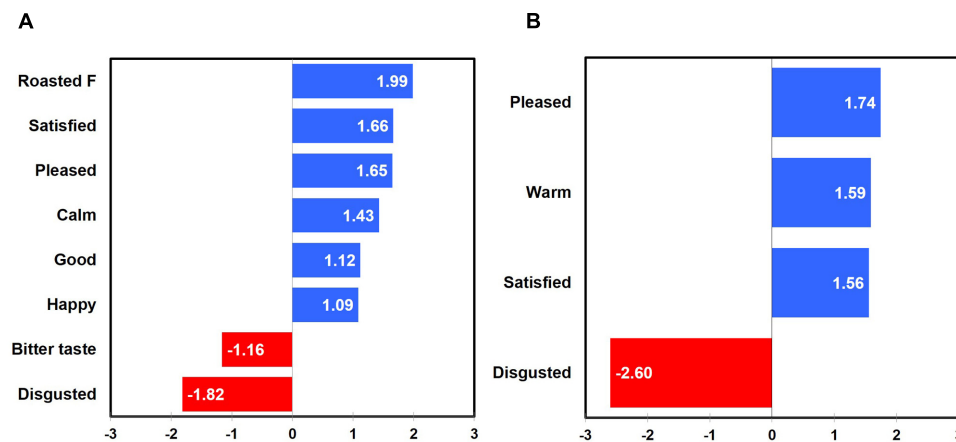 A
Roasted F 1.99
Satisfied 1.66
Pleased 1.65
Calm 1.43
Good 1.12
Happy 1.09
Bitter taste -1.16
Disgusted -1.82
-3 -2 -1 0 1 2 3
B
Pleased 1.74
Warm 1.59
Satisfied 1.56
Disgusted -2.60
-3 -2 -1 0 1 2 3